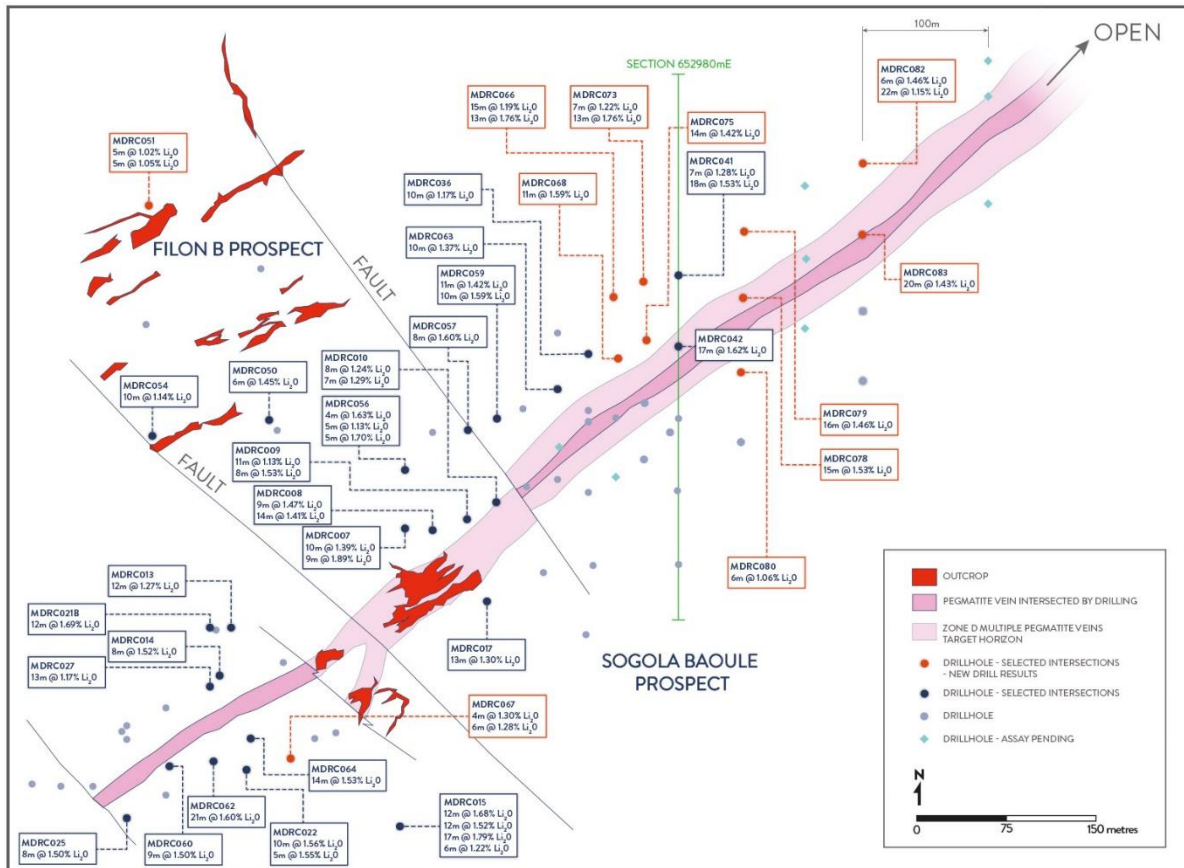 100m
OPEN
SECTION 652980mE
MDRC082
6m @ 1.46% Li₂O
22m @ 1.15% Li₂O
MDRC066
15m @ 1.19% Li₂O
13m @ 1.76% Li₂O
MDRC073
7m @ 1.22% Li₂O
13m @ 1.76% Li₂O
MDRC075
14m @ 1.42% Li₂O
MDRC051
5m @ 1.02% Li₂O
5m @ 1.05% Li₂O
MDRC041
7m @ 1.28% Li₂O
18m @ 1.53% Li₂O
MDRC036
10m @ 1.17% Li₂O
MDRC068
11m @ 1.59% Li₂O
FILON B PROSPECT
MDRC063
10m @ 1.37% Li₂O
FAULT
MDRC059
11m @ 1.42% Li₂O
10m @ 1.59% Li₂O
MDRC083
20m @ 1.43% Li₂O
MDRC057
8m @ 1.60% Li₂O
MDRC042
17m @ 1.62% Li₂O
MDRC010
8m @ 1.24% Li₂O
7m @ 1.29% Li₂O
MDRC050
6m @ 1.45% Li₂O
MDRC054
10m @ 1.14% Li₂O
MDRC056
4m @ 1.63% Li₂O
5m @ 1.13% Li₂O
5m @ 1.70% Li₂O
MDRC079
16m @ 1.46% Li₂O
FAULT
MDRC009
11m @ 1.13% Li₂O
8m @ 1.53% Li₂O
MDRC078
15m @ 1.53% Li₂O
MDRC008
9m @ 1.47% Li₂O
14m @ 1.41% Li₂O
MDRC007
10m @ 1.39% Li₂O
9m @ 1.89% Li₂O
MDRC080
6m @ 1.06% Li₂O
MDRC013
12m @ 1.27% Li₂O
MDRC021B
12m @ 1.69% Li₂O
MDRC014
8m @ 1.52% Li₂O
MDRC027
13m @ 1.17% Li₂O
MDRC017
13m @ 1.30% Li₂O
SOGOLA BAOULE
PROSPECT
MDRC067
4m @ 1.30% Li₂O
6m @ 1.28% Li₂O
MDRC064
14m @ 1.53% Li₂O
MDRC062
21m @ 1.60% Li₂O
MDRC015
12m @ 1.68% Li₂O
12m @ 1.52% Li₂O
17m @ 1.79% Li₂O
6m @ 1.22% Li₂O
MDRC022
10m @ 1.56% Li₂O
5m @ 1.55% Li₂O
MDRC025
8m @ 1.50% Li₂O
MDRC060
9m @ 1.50% Li₂O
OUTCROP
PEGMATITE VEIN INTERSECTED BY DRILLING
ZONE D MULTIPLE PEGMATITE VEINS
TARGET HORIZON
DRILLHOLE - SELECTED INTERSECTIONS
- NEW DRILL RESULTS
DRILLHOLE - SELECTED INTERSECTIONS
DRILLHOLE
DRILLHOLE - ASSAY PENDING
N
0 75 150 metres